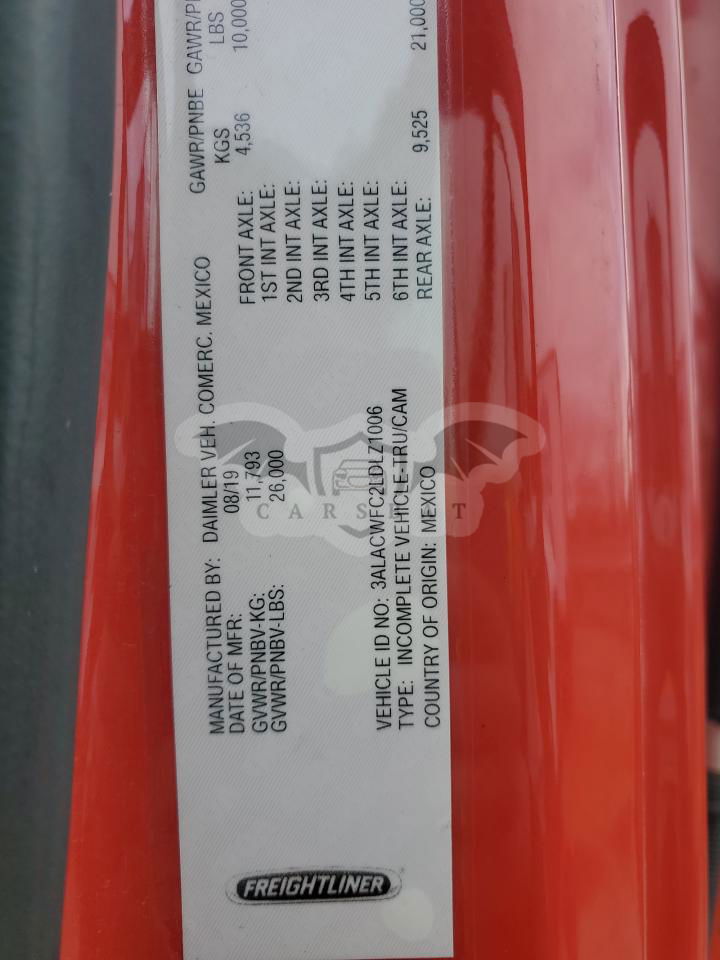 MANUFACTURED BY: DAIMLER VEH. COMERC. MEXICO
DATE OF MFR: 08/19
GVWR/PNBV-KG: 11,793
GVWR/PNBV-LBS: 26,000
GAWR/PNBE
KGS LBS
FRONT AXLE: 4,536 10,000
1ST INT AXLE:
2ND INT AXLE:
3RD INT AXLE:
4TH INT AXLE:
5TH INT AXLE:
6TH INT AXLE:
REAR AXLE: 9,525 21,000
VEHICLE ID NO: 3ALACWFC2LDLZ1006
TYPE: INCOMPLETE VEHICLE-TRU/CAM
COUNTRY OF ORIGIN: MEXICO
FREIGHTLINER